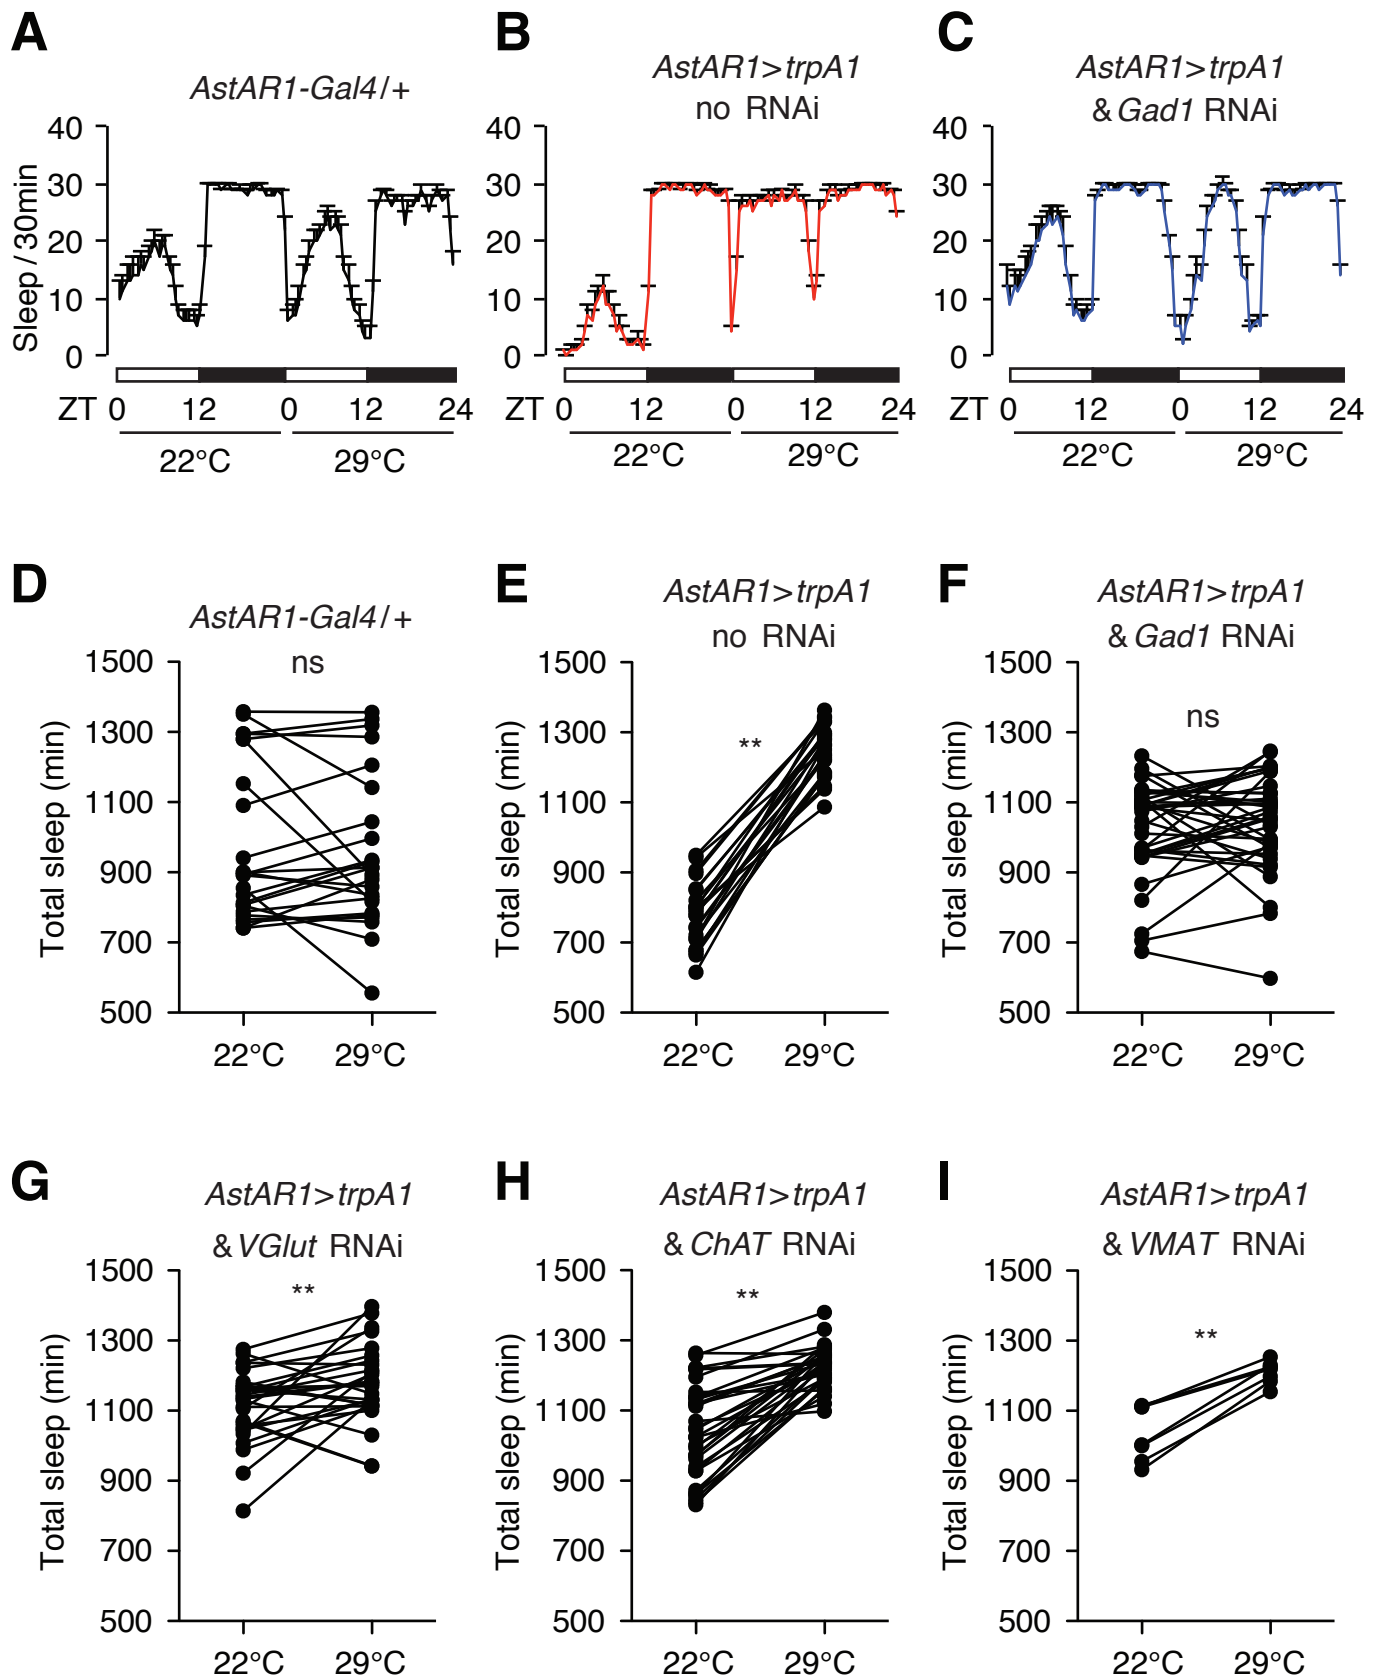 A
B
C
AstAR1-Gal4/+
AstAR1>trpA1
no RNAi
AstAR1>trpA1
& Gad1 RNAi
Sleep / 30min
40
30
20
10
0
40
30
20
10
0
40
30
20
10
0
ZT 0 12 0 12 24
22°C 29°C
ZT 0 12 0 12 24
22°C 29°C
ZT 0 12 0 12 24
22°C 29°C
D
AstAR1-Gal4/+
ns
Total sleep (min)
1500
1300
1100
900
700
500
22°C 29°C
E
AstAR1>trpA1
no RNAi
**
Total sleep (min)
1500
1300
1100
900
700
500
22°C 29°C
F
AstAR1>trpA1
& Gad1 RNAi
ns
Total sleep (min)
1500
1300
1100
900
700
500
22°C 29°C
G
AstAR1>trpA1
& VGlut RNAi
**
Total sleep (min)
1500
1300
1100
900
700
500
22°C 29°C
H
AstAR1>trpA1
& ChAT RNAi
**
Total sleep (min)
1500
1300
1100
900
700
500
22°C 29°C
I
AstAR1>trpA1
& VMAT RNAi
**
Total sleep (min)
1500
1300
1100
900
700
500
22°C 29°C